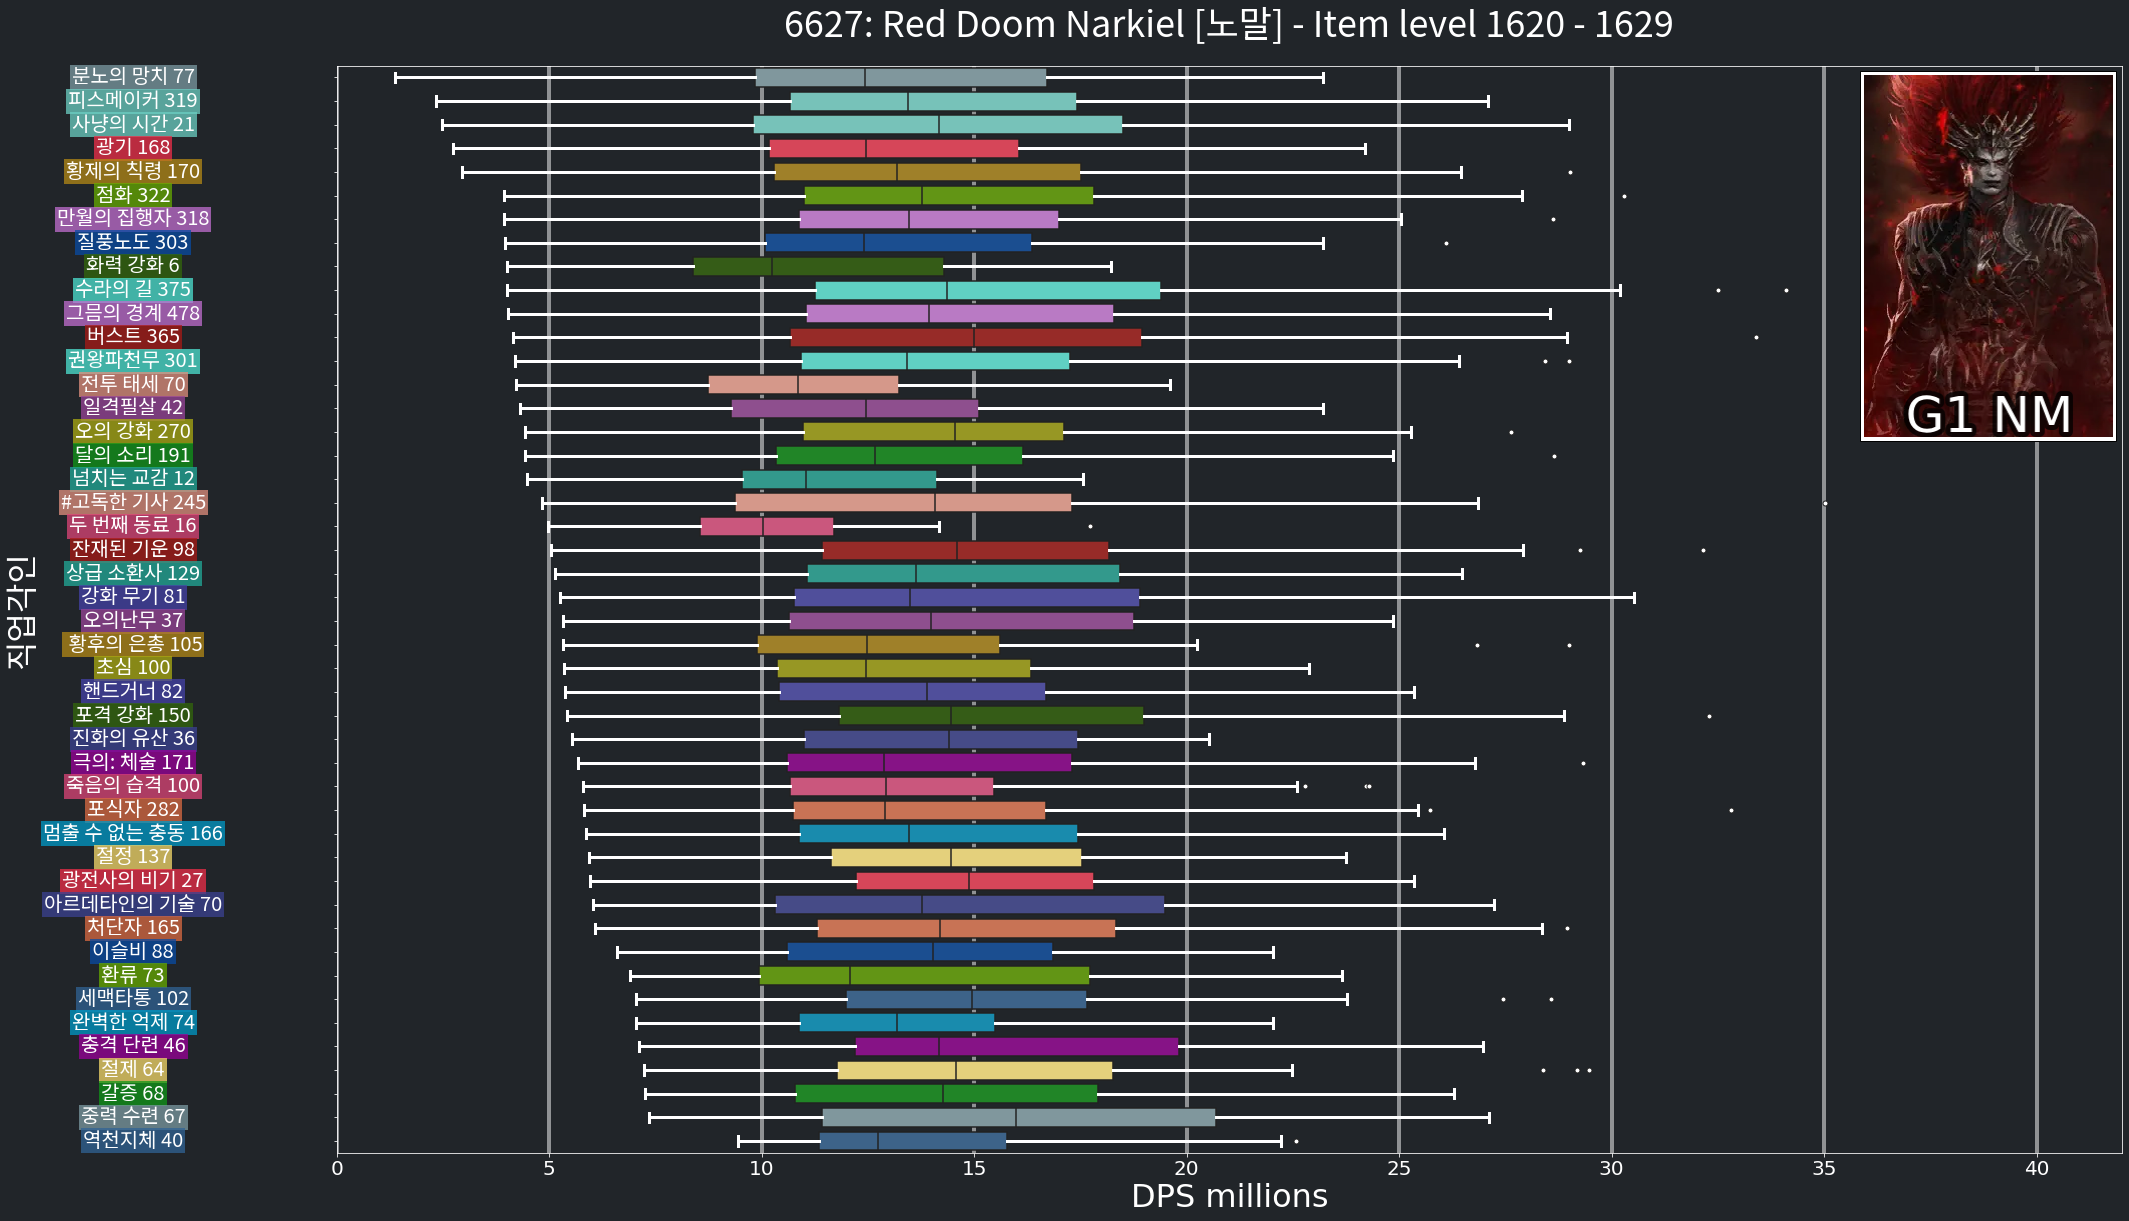 6627: Red Doom Narkiel [노말] - Item level 1620 - 1629
직업각인
분노의 망치 77
피스메이커 319
사냥의 시간 21
광기 168
황제의 칙령 170
점화 322
만월의 집행자 318
질풍노도 303
화력 강화 6
수라의 길 375
그믐의 경계 478
버스트 365
권왕파천무 301
전투 태세 70
일격필살 42
오의 강화 270
달의 소리 191
넘치는 교감 12
#고독한 기사 245
두 번째 동료 16
잔재된 기운 98
상급 소환사 129
강화 무기 81
오의난무 37
황후의 은총 105
초심 100
핸드거너 82
포격 강화 150
진화의 유산 36
극의: 체술 171
죽음의 습격 100
포식자 282
멈출 수 없는 충동 166
절정 137
광전사의 비기 27
아르데타인의 기술 70
처단자 165
이슬비 88
환류 73
세맥타통 102
완벽한 억제 74
충격 단련 46
절제 64
갈증 68
중력 수련 67
역천지체 40
G1 NM
0 5 10 15 20 25 30 35 40
DPS millions